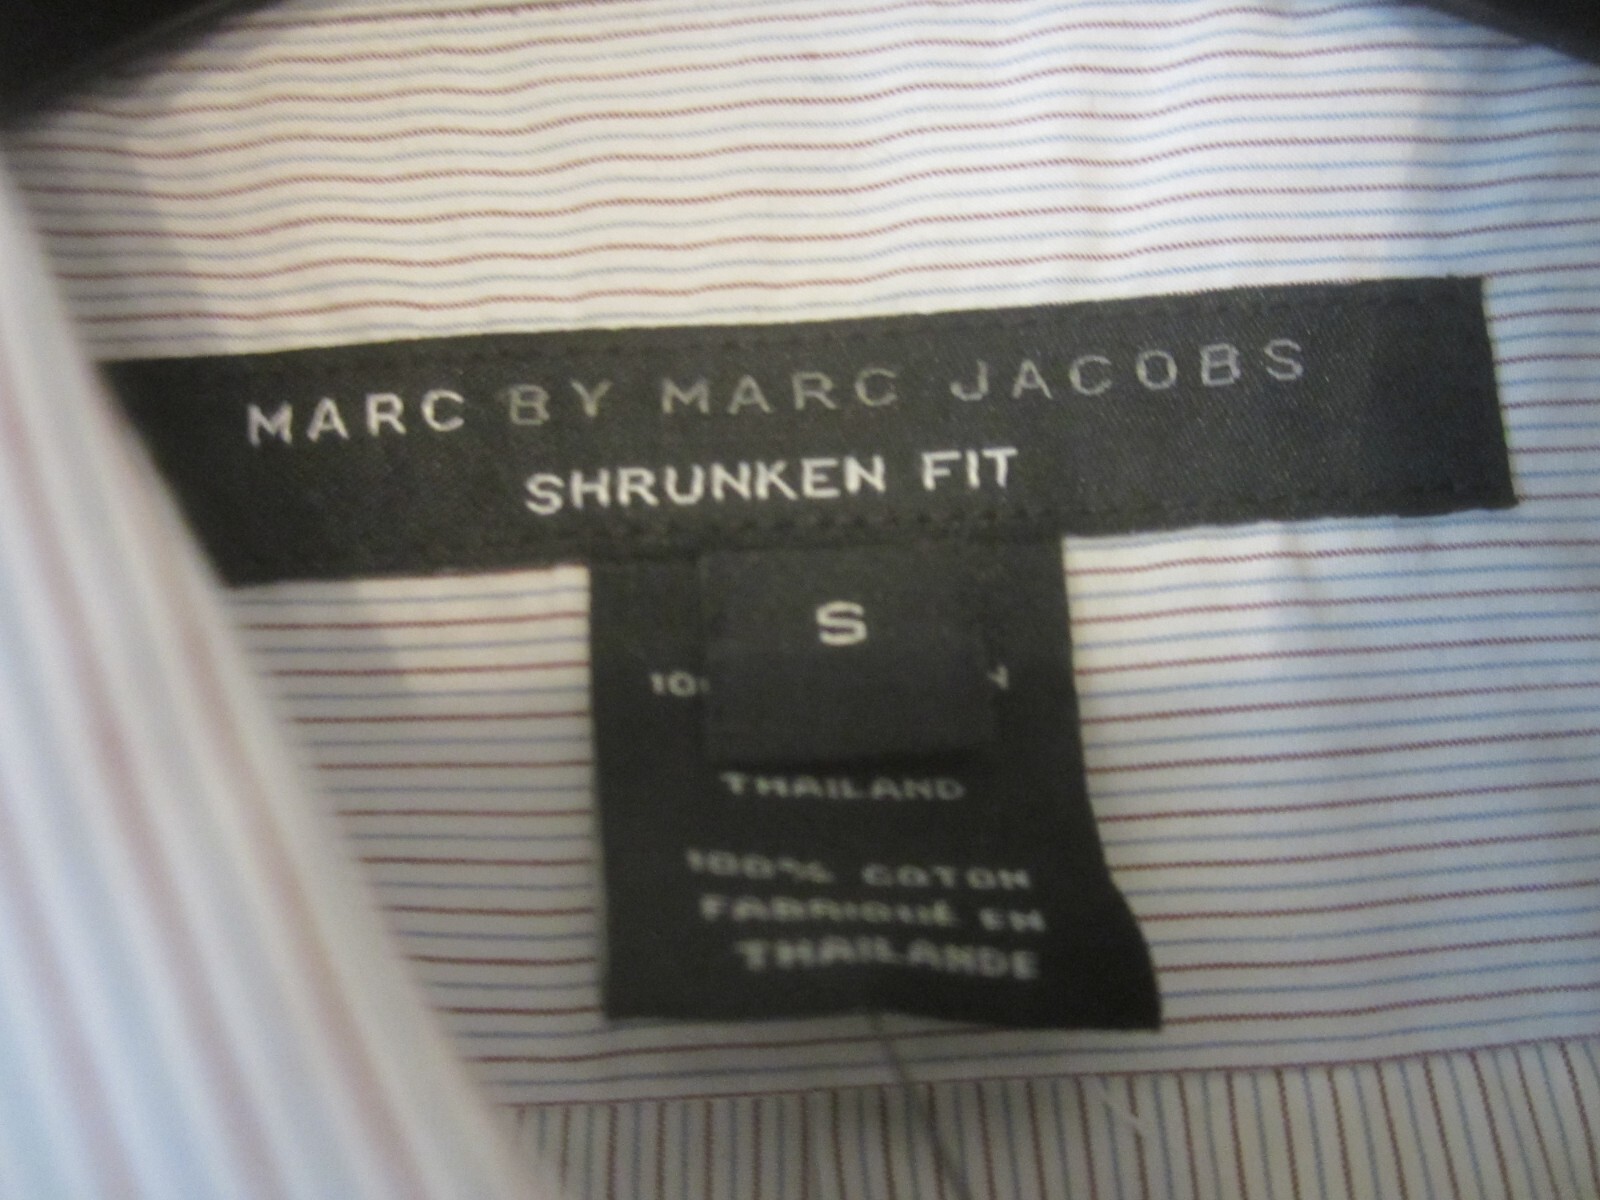 MARC BY MARC JACOBS
SHRUNKEN FIT
S
THAILAND
100% COTON
FABRIQUÉ EN
THAILANDE